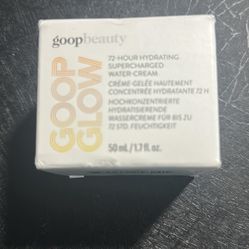 goopbeauty
GOOP
GLOW
72-HOUR HYDRATING
SUPERCHARGED
WATER-CREAM
CRÈME-GELÉE HAUTEMENT
CONCENTRÉE HYDRATANTE 72 H
HOCHKONZENTRIERTE
HYDRATISIERENDE
WASSERCREME FÜR BIS ZU
72 STD. FEUCHTIGKEIT
50 mL / 1.7 fl. oz.